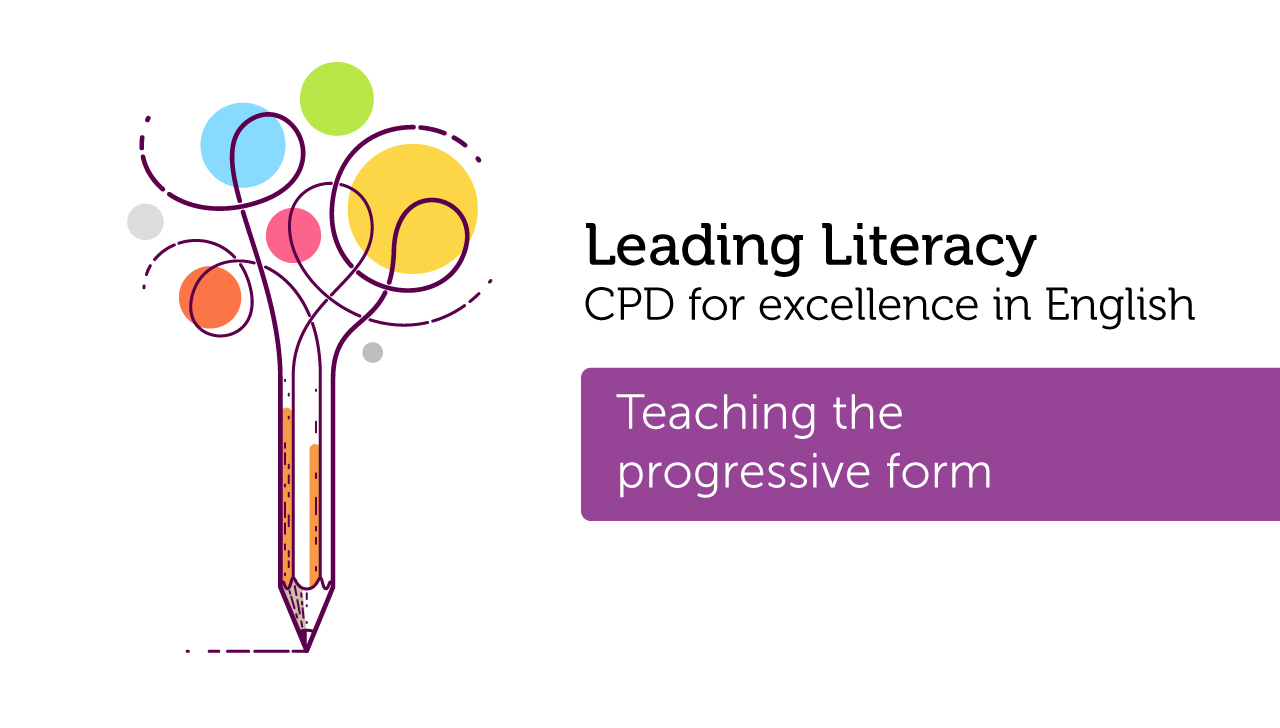 Leading Literacy
CPD for excellence in English
Teaching the
progressive form